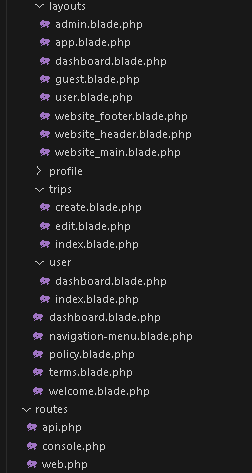 layouts
admin.blade.php
app.blade.php
dashboard.blade.php
guest.blade.php
user.blade.php
website_footer.blade.php
website_header.blade.php
website_main.blade.php
profile
trips
create.blade.php
edit.blade.php
index.blade.php
user
dashboard.blade.php
index.blade.php
dashboard.blade.php
navigation-menu.blade.php
policy.blade.php
terms.blade.php
welcome.blade.php
routes
api.php
console.php
web.php